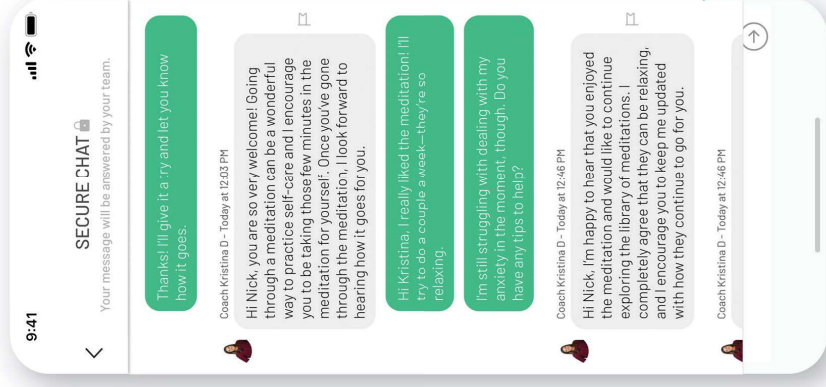 9:41
SECURE CHAT
Your message will be answered by your team.
Thanks! I'll give it a try and let you know
how it goes.
Coach Kristina D - Today at 12:03 PM
Hi Nick, you are so very welcome! Going
through a meditation can be a wonderful
way to practice self-care and I encourage
you to be taking those few minutes in the
meditation for yourself. Once you've gone
through the meditation, I look forward to
hearing how it goes for you.
Hi Kristina, I really liked the meditation! I'll
try to do a couple a week—they're so
relaxing.
I'm still struggling with dealing with my
anxiety in the moment, though. Do you
have any tips to help?
Coach Kristina D - Today at 12:46 PM
Hi Nick, I'm happy to hear that you enjoyed
the meditation and would like to continue
exploring the library of meditations. I
completely agree that they can be relaxing,
and I encourage you to keep me updated
with how they continue to go for you.
Coach Kristina D - Today at 12:46 PM